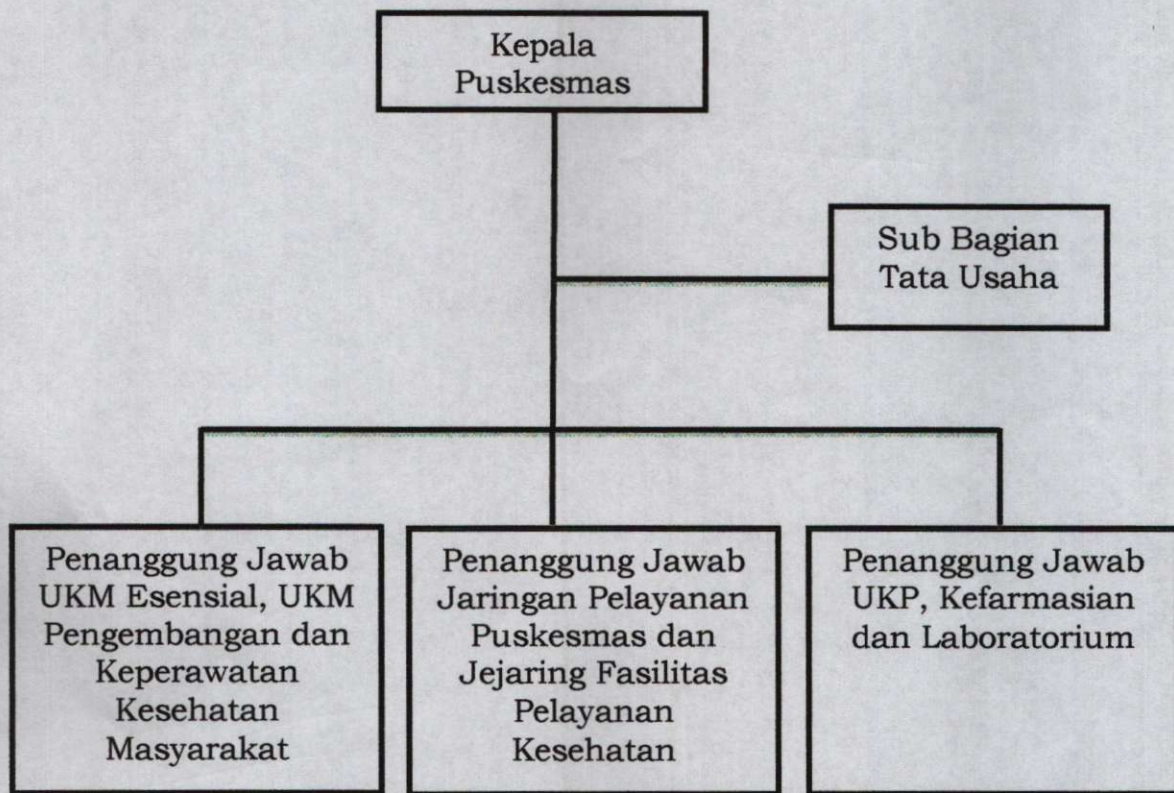 Kepala
Puskesmas
Sub Bagian
Tata Usaha
Penanggung Jawab
UKM Esensial, UKM
Pengembangan dan
Keperawatan
Kesehatan
Masyarakat
Penanggung Jawab
Jaringan Pelayanan
Puskesmas dan
Jejaring Fasilitas
Pelayanan
Kesehatan
Penanggung Jawab
UKP, Kefarmasian
dan Laboratorium